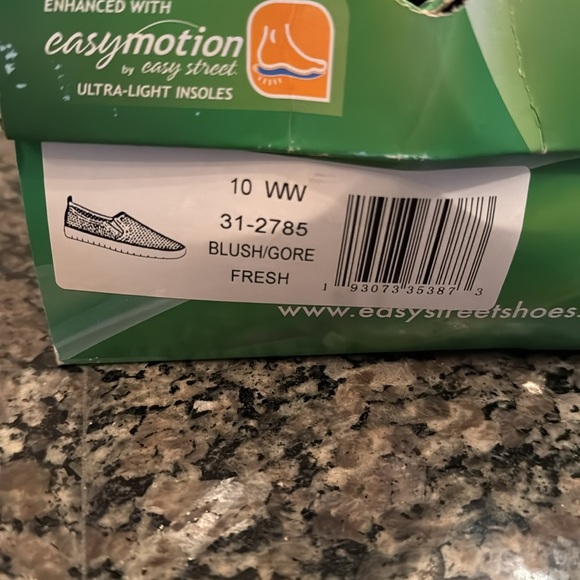 ENHANCED WITH
easymotion
by easy street
ULTRA-LIGHT INSOLES
10 WW
31-2785
BLUSH/GORE
FRESH
1 93073 35387 3
www.easystreetshoes.